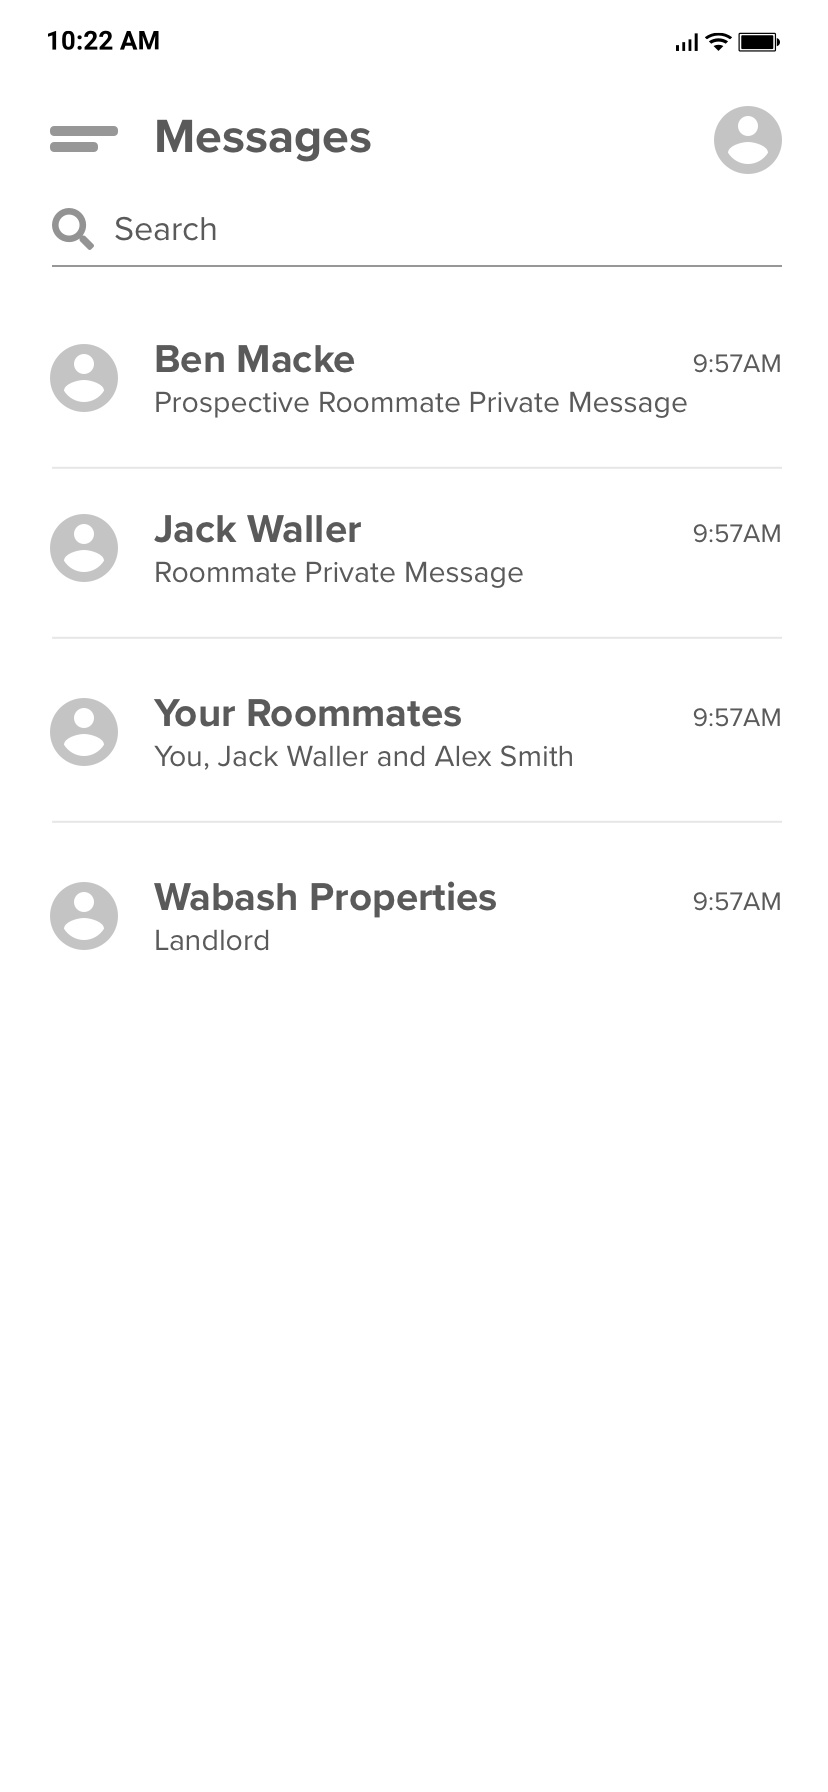 10:22 AM
Messages
Search
Ben Macke 9:57AM
Prospective Roommate Private Message
Jack Waller 9:57AM
Roommate Private Message
Your Roommates 9:57AM
You, Jack Waller and Alex Smith
Wabash Properties 9:57AM
Landlord